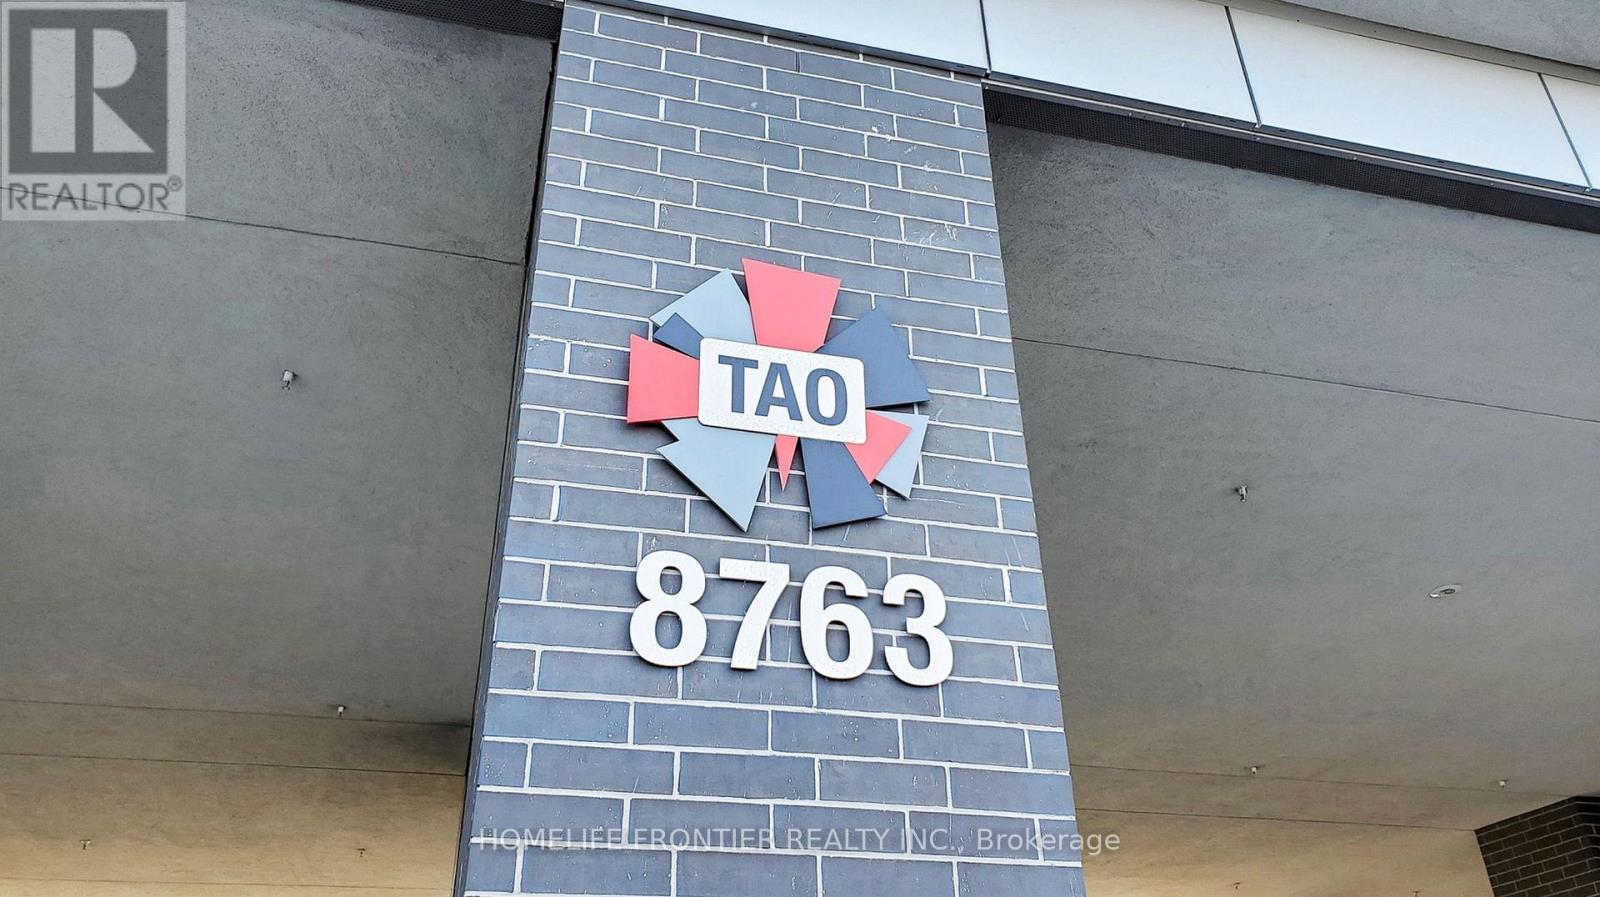 R
REALTOR®
TAO
8763
HOMELIFE FRONTIER REALTY INC., Brokerage